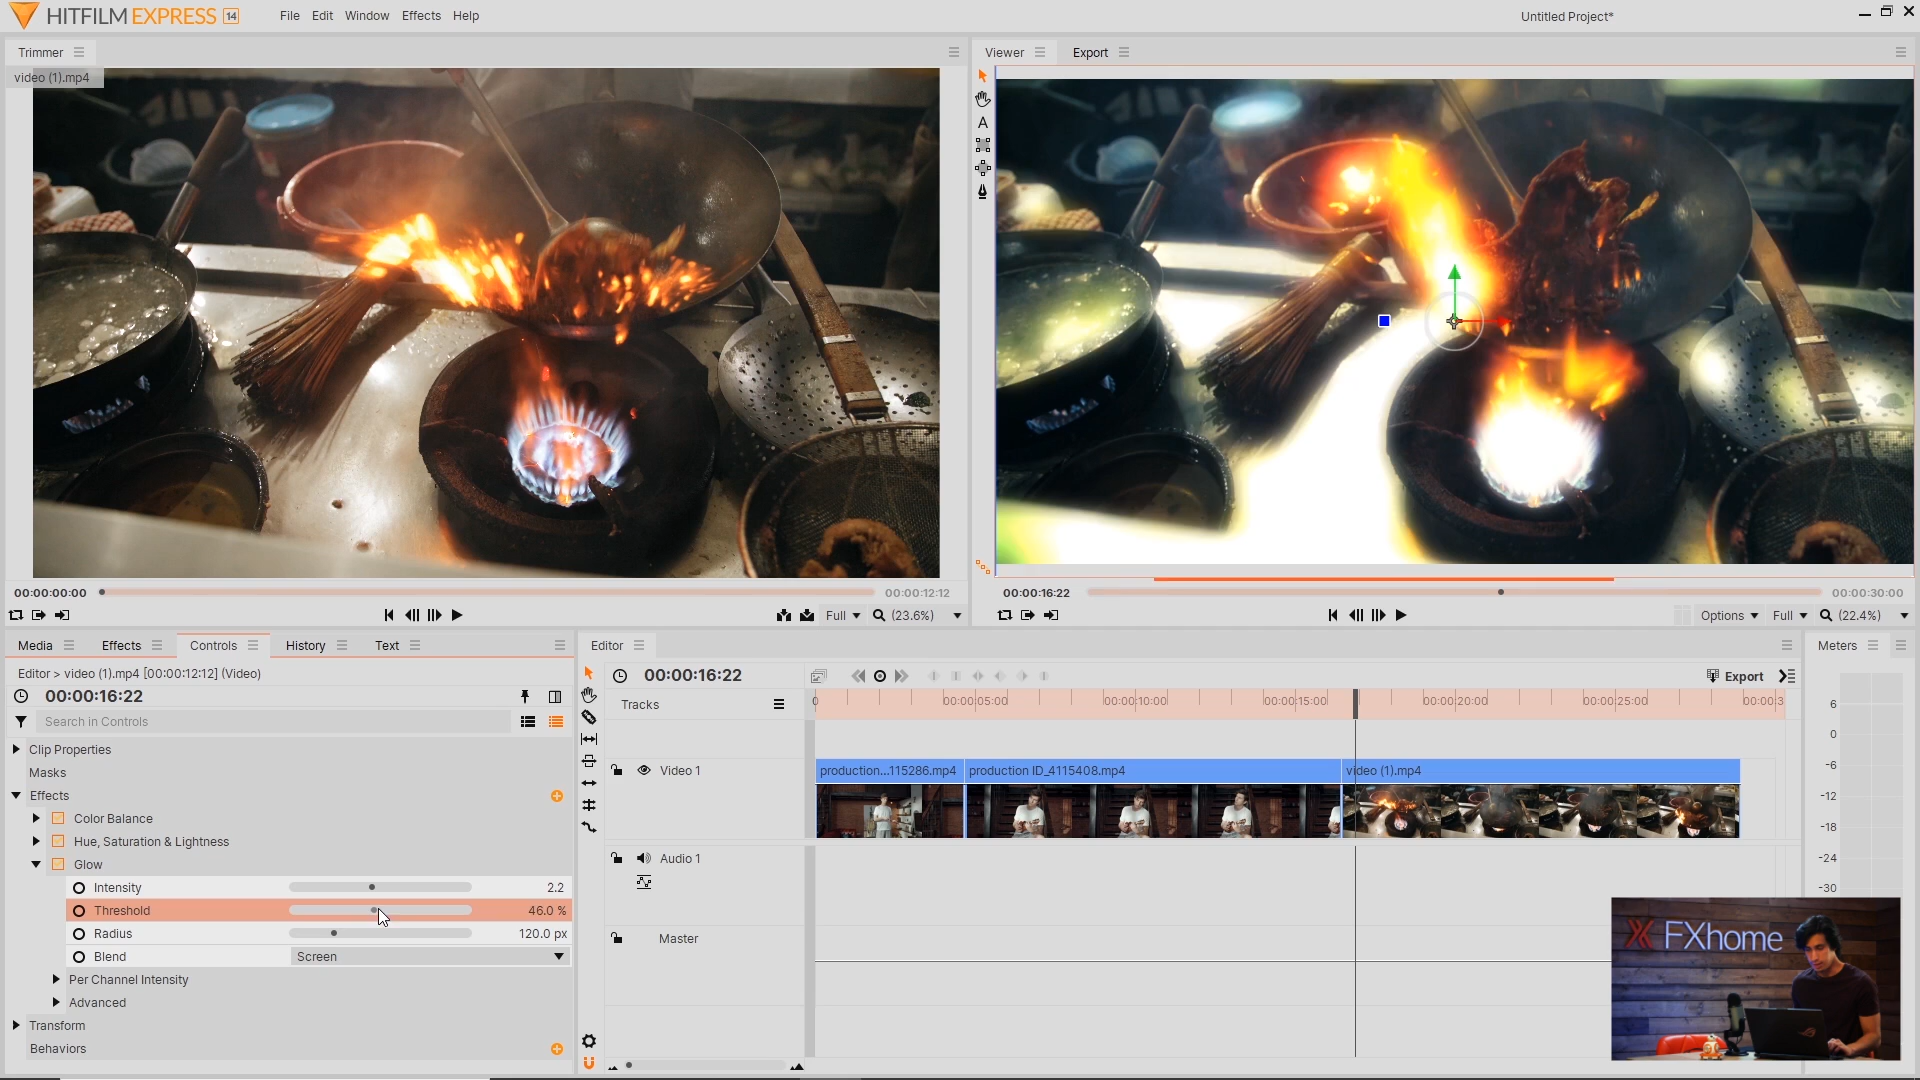 HITFILM EXPRESS 14
File Edit Window Effects Help
Untitled Project*
Trimmer
video (1).mp4
00:00:00:00
00:00:12:12
Full
(23.6%)
Viewer
Export
A
00:00:16:22
00:00:30:00
Options
Full
(22.4%)
Media
Effects
Controls
History
Text
Editor > video (1).mp4 [00:00:12:12] (Video)
00:00:16:22
Search in Controls
Clip Properties
Masks
Effects
Color Balance
Hue, Saturation & Lightness
Glow
Intensity 2.2
Threshold 46.0 %
Radius 120.0 px
Blend Screen
Per Channel Intensity
Advanced
Transform
Behaviors
Editor
00:00:16:22
Export
Tracks
0 00:00:05:00 00:00:10:00 00:00:15:00 00:00:20:00 00:00:25:00 00:00:3
Video 1
production...115286.mp4
production ID_4115408.mp4
video (1).mp4
Audio 1
Master
Meters
6
0
-6
-12
-18
-24
-30
FXhome